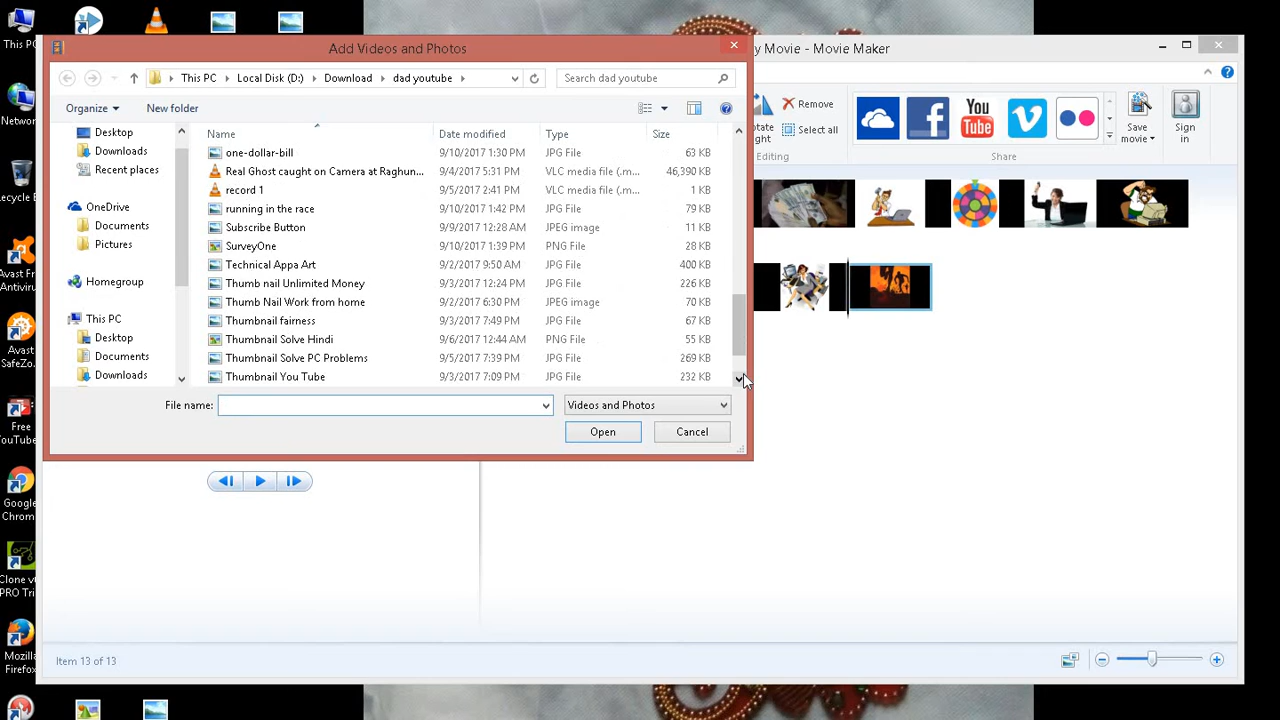 This PC
Add Videos and Photos
y Movie - Movie Maker
This PC
Local Disk (D:)
Download
dad youtube
Search dad youtube
Organize
New folder
Remove
Select all
Editing
Share
Save movie
Sign in
You Tube
Network
Recycle B
Avast
SafeZo
Free
YouTube
Google
Chrom
Clone v
PRO Tri
Mozill
Firefox
Desktop
Downloads
Recent places
OneDrive
Documents
Pictures
Homegroup
This PC
Desktop
Documents
Downloads
Name Date modified Type Size
one-dollar-bill 9/10/2017 1:30 PM JPG File 63 KB
Real Ghost caught on Camera at Raghun... 9/4/2017 5:31 PM VLC media file (.m... 46,390 KB
record 1 9/5/2017 2:41 PM VLC media file (.m... 1 KB
running in the race 9/10/2017 1:42 PM JPG File 79 KB
Subscribe Button 9/9/2017 12:28 AM JPEG image 11 KB
SurveyOne 9/10/2017 1:39 PM PNG File 28 KB
Technical Appa Art 9/2/2017 9:50 AM JPG File 400 KB
Thumb nail Unlimited Money 9/3/2017 12:24 PM JPG File 226 KB
Thumb Nail Work from home 9/2/2017 6:30 PM JPEG image 70 KB
Thumbnail fairness 9/3/2017 7:49 PM JPG File 67 KB
Thumbnail Solve Hindi 9/6/2017 12:44 AM PNG File 55 KB
Thumbnail Solve PC Problems 9/5/2017 7:39 PM JPG File 269 KB
Thumbnail You Tube 9/3/2017 7:09 PM JPG File 232 KB
File name:
Videos and Photos
Open
Cancel
Item 13 of 13